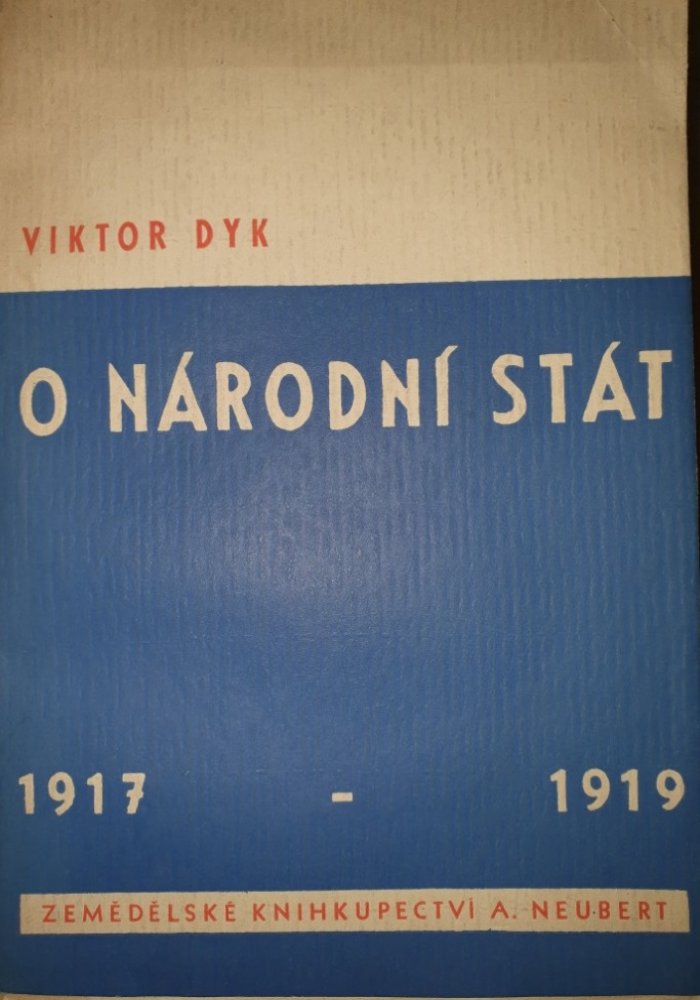 VIKTOR DYK
O NÁRODNÍ STÁT
1917 - 1919
ZEMĚDĚLSKÉ KNIHKUPECTVÍ A. NEUBERT